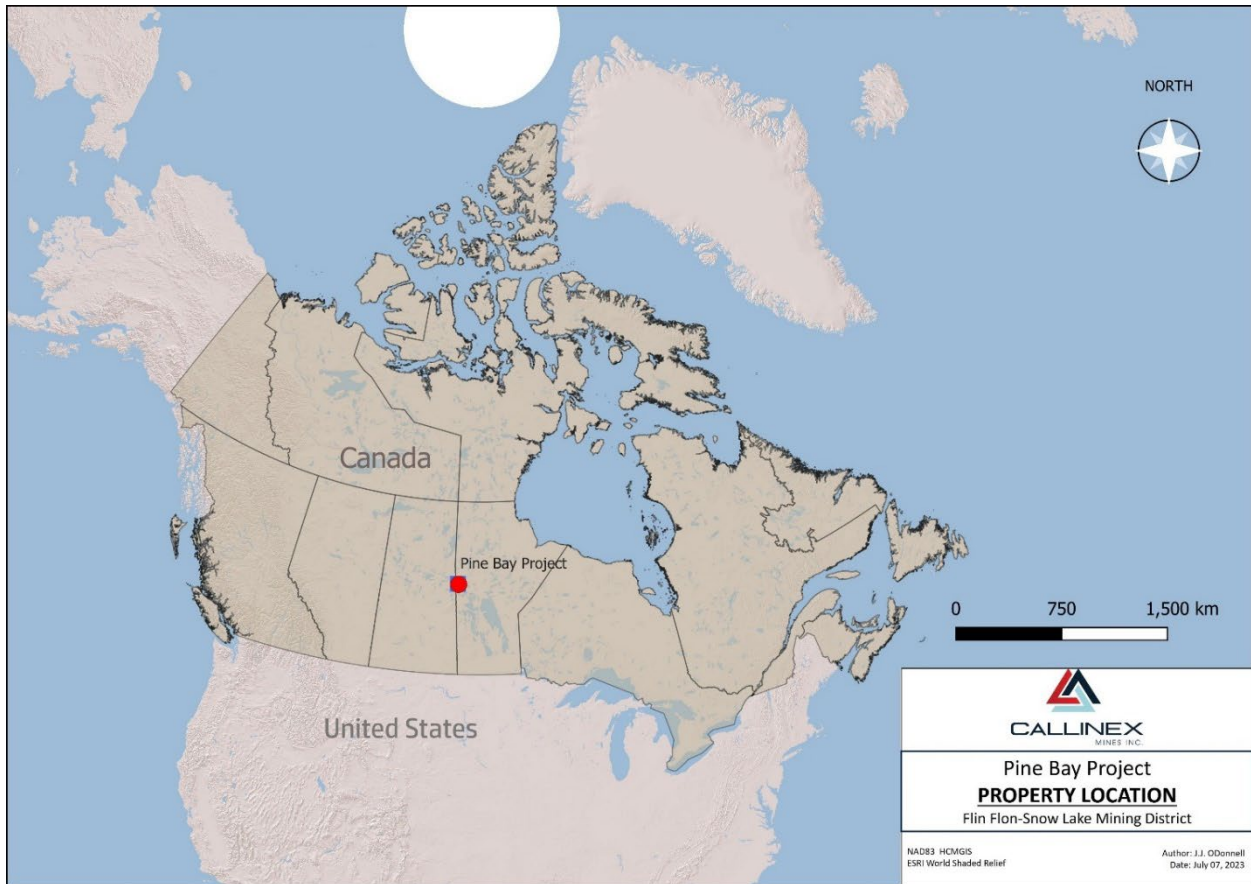 NORTH
Canada
Pine Bay Project
0 750 1,500 km
United States
CALLINEX
MINES INC.
Pine Bay Project
PROPERTY LOCATION
Flin Flon-Snow Lake Mining District
NAD83 HCMGIS
ESRI World Shaded Relief
Author: J.J. ODonnell
Date: July 07, 2023